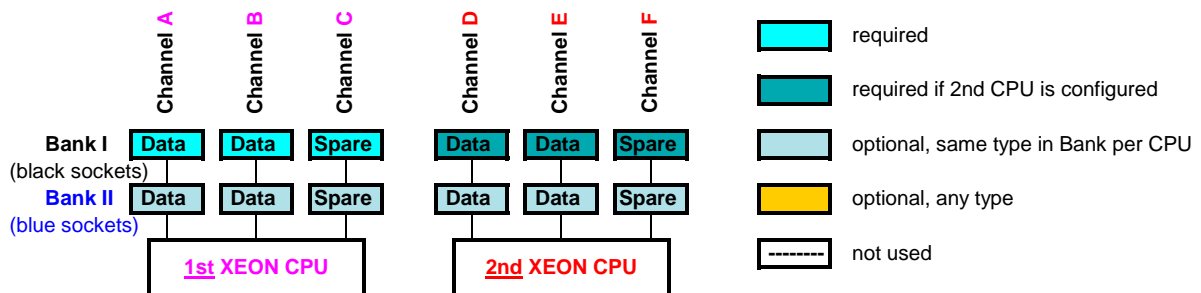 Channel A
Channel B
Channel C
Channel D
Channel E
Channel F
required
required if 2nd CPU is configured
Bank I
(black sockets)
Data
Data
Spare
Data
Data
Spare
optional, same type in Bank per CPU
Bank II
(blue sockets)
Data
Data
Spare
Data
Data
Spare
optional, any type
1st XEON CPU
2nd XEON CPU
-------- not used